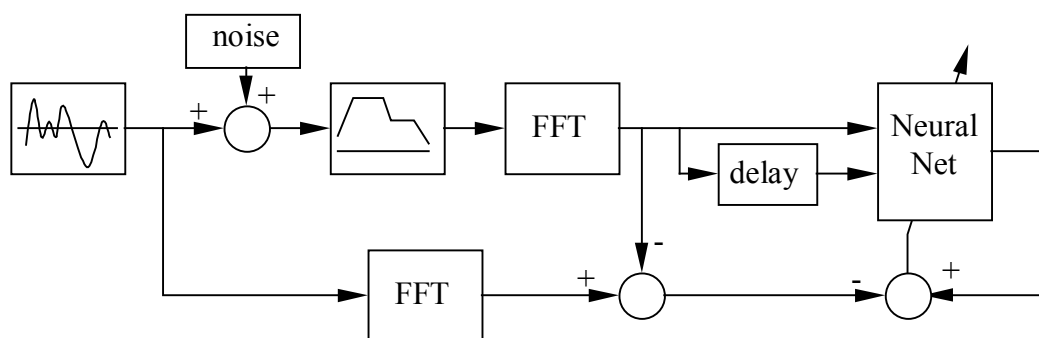 noise
+
+
FFT
Neural
Net
delay
-
FFT
+
-
+